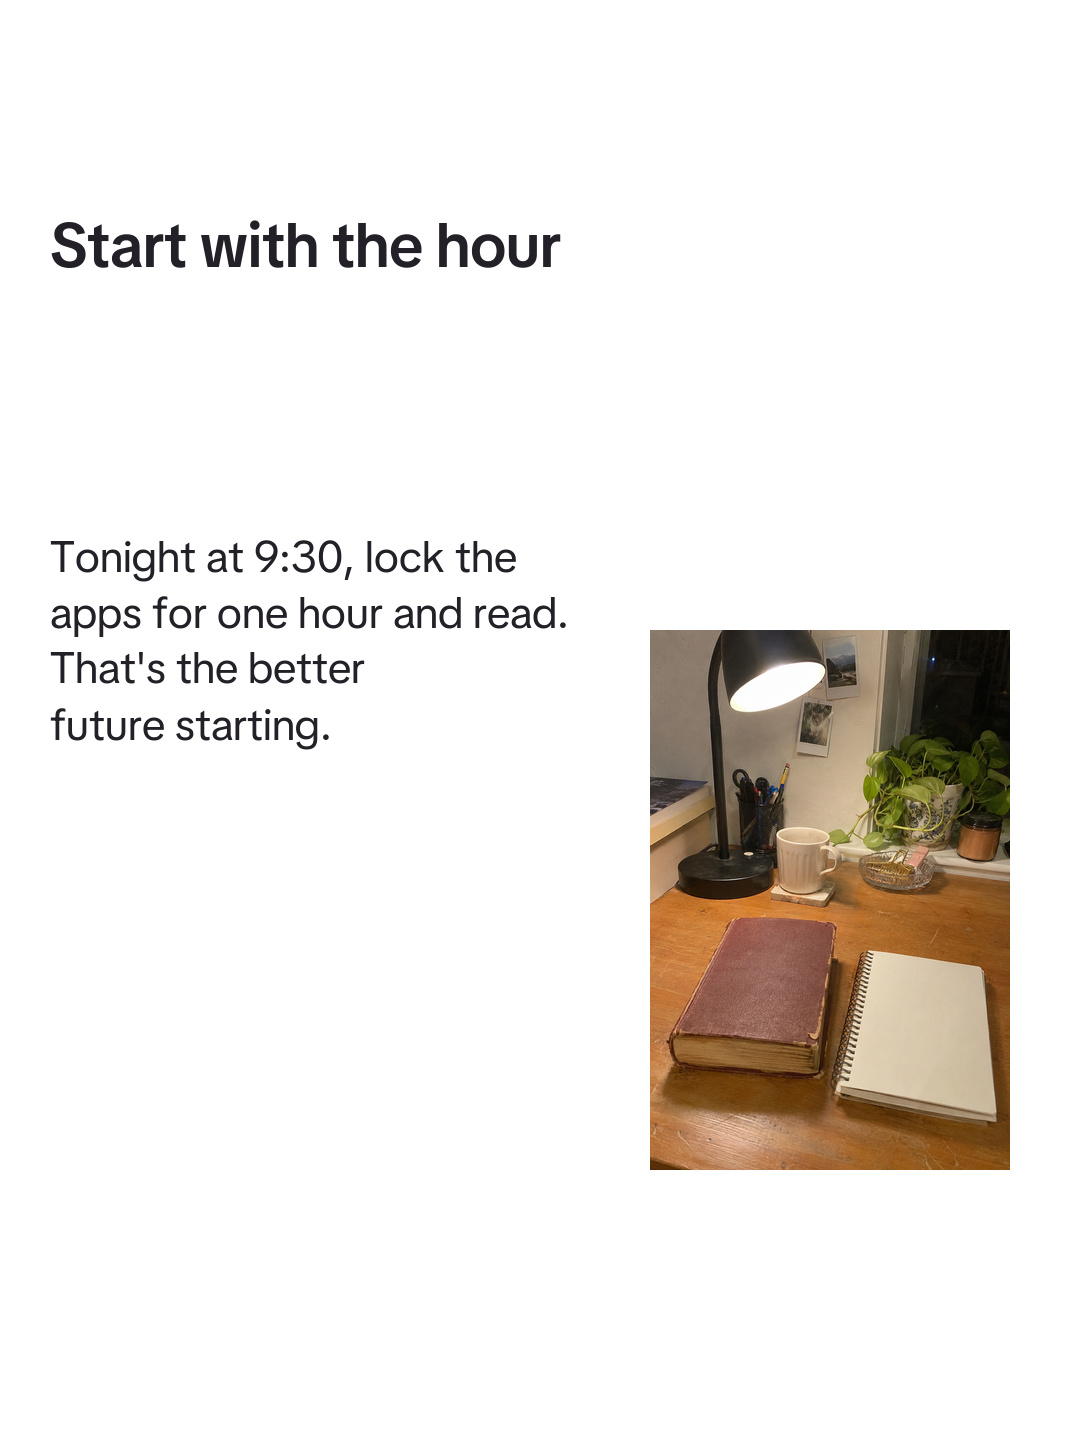 Start with the hour
Tonight at 9:30, lock the
apps for one hour and read.
That's the better
future starting.